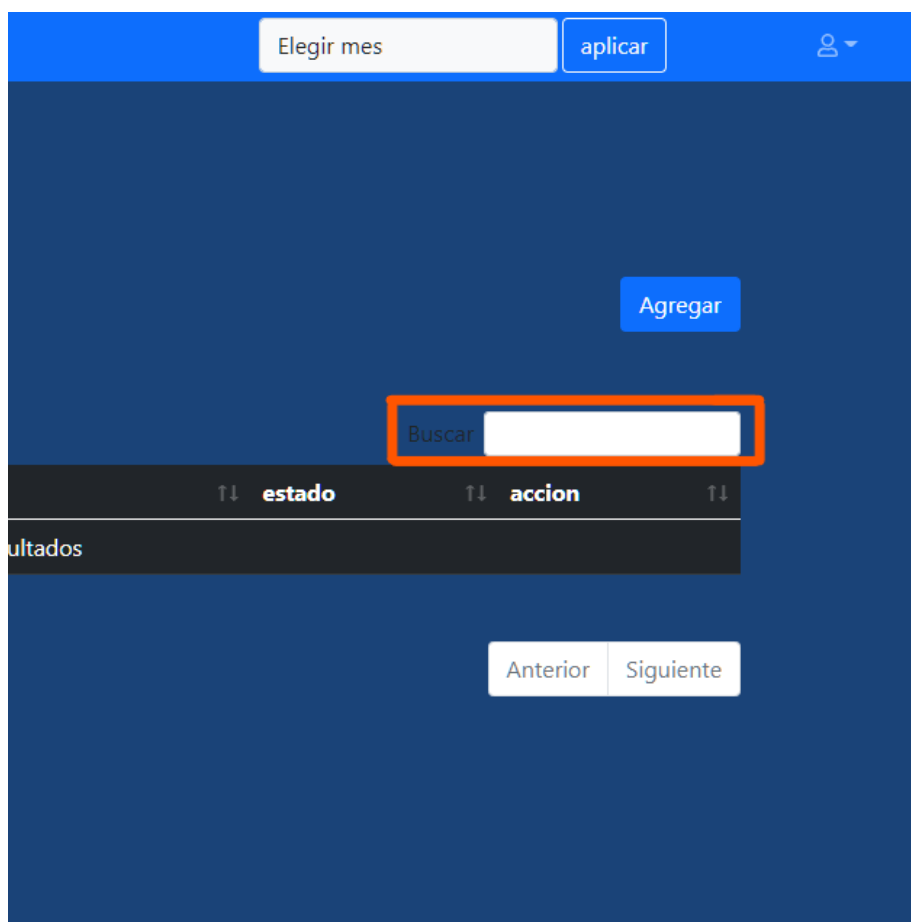 Elegir mes aplicar
Agregar
Buscar
estado accion
ultados
Anterior Siguiente